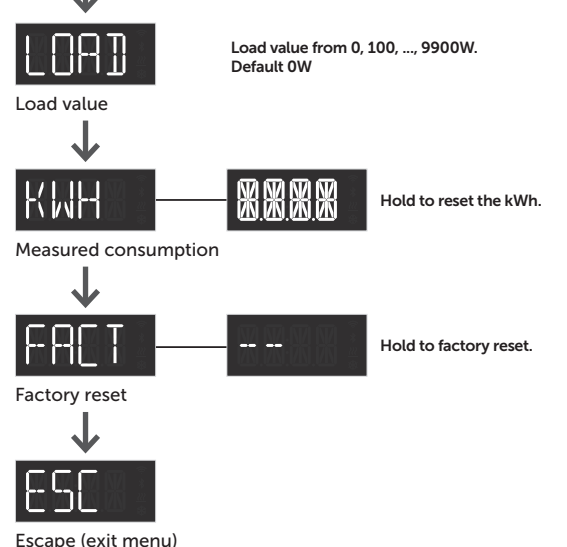 LOAD
Load value from 0, 100, ..., 9900W.
Default 0W
Load value
KWH
Hold to reset the kWh.
Measured consumption
FACT
-- --
Hold to factory reset.
Factory reset
ESC
Escape (exit menu)